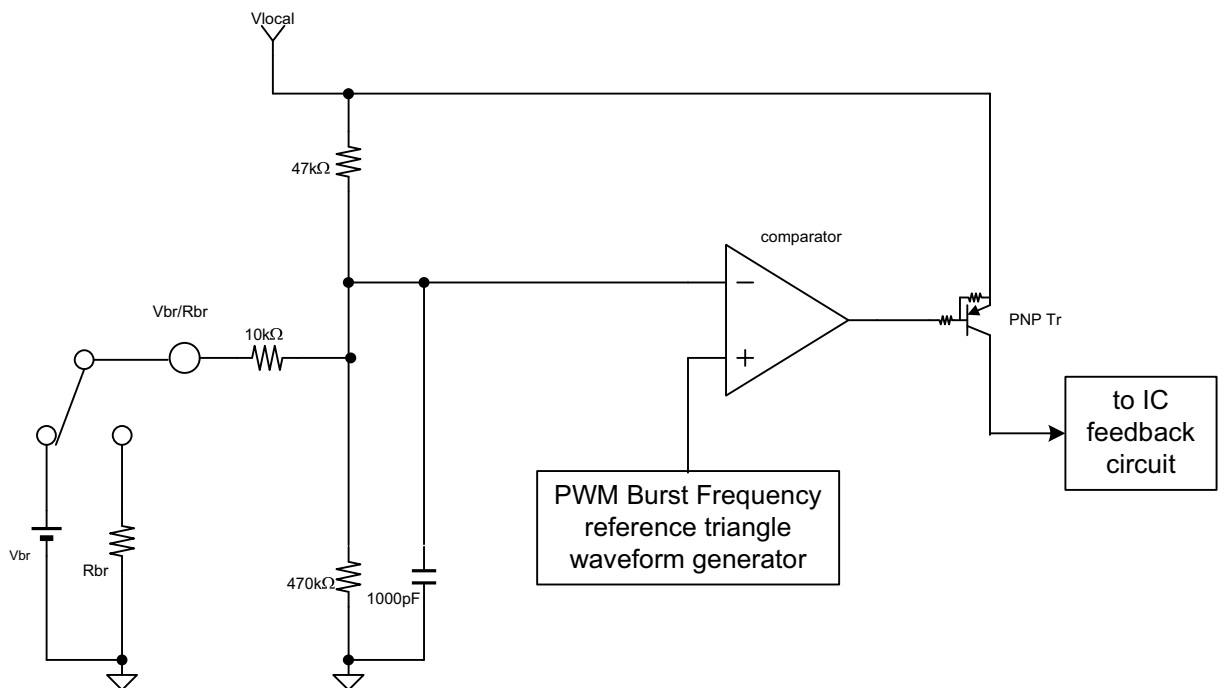 Vlocal
47kΩ
comparator
Vbr/Rbr
10kΩ
−
+
PNP Tr
to IC
feedback
circuit
PWM Burst Frequency
reference triangle
waveform generator
Vbr
Rbr
470kΩ
1000pF